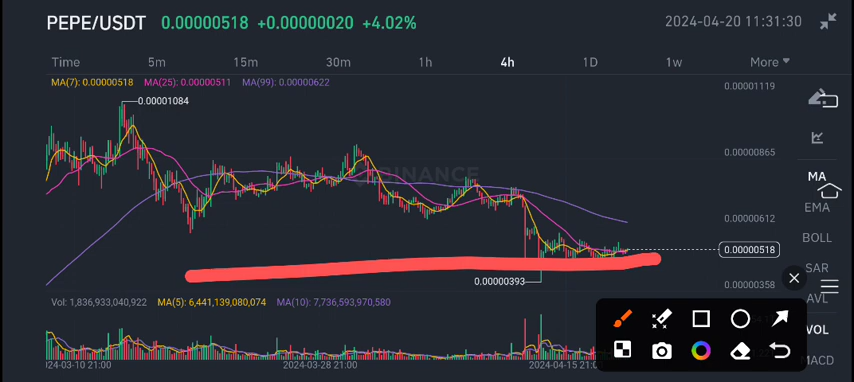 PEPE/USDT 0.00000518 +0.00000020 +4.02% 2024-04-20 11:31:30
Time 5m 15m 30m 1h 4h 1D 1w More
MA(7): 0.00000518 MA(25): 0.00000511 MA(99): 0.00000622
0.00001119
0.00001084
0.00000865
BINANCE
MA
EMA
0.00000612
BOLL
0.00000518
SAR
0.00000393
0.00000358
AVL
Vol: 1,836,933,040,922 MA(5): 6,441,139,080,074 MA(10): 7,736,593,970,580
VOL
MACD
2024-03-28 21:00